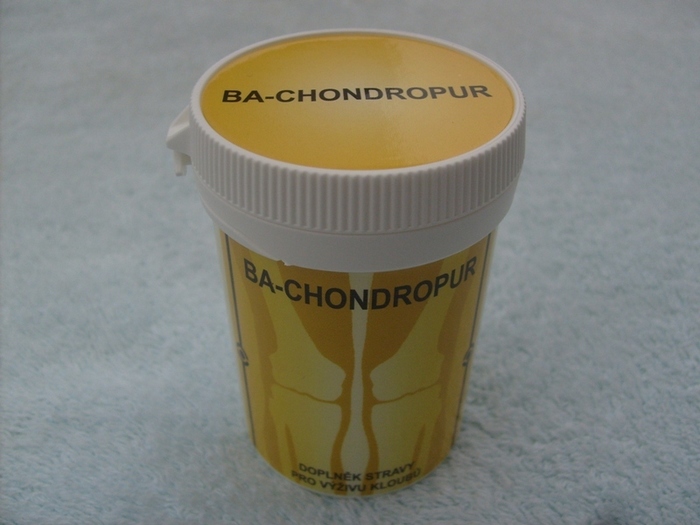 BA-CHONDROPUR
BA-CHONDROPUR
DOPLNĚK STRAVY
PRO VÝŽIVU KLOUBŮ